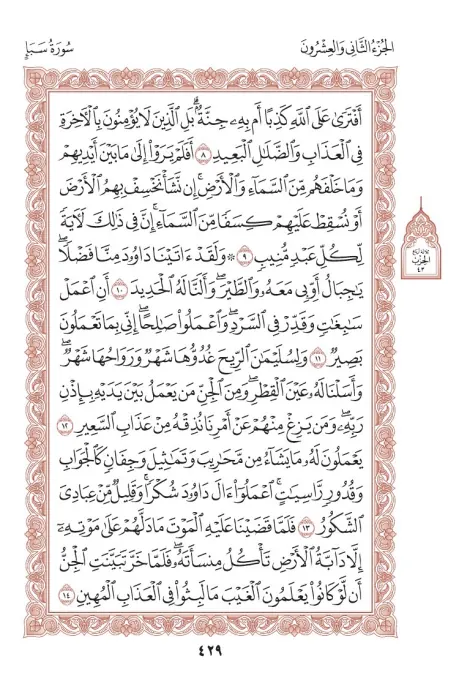 الجُزءُ الثَّانِي وَالعِشْرُونَ
سُورَةُ سَبَإٍ
أَفْتَرَىٰ عَلَى ٱللَّهِ كَذِبًا أَم بِهِۦ جِنَّةُۢۗ بَلِ ٱلَّذِينَ لَا يُؤْمِنُونَ بِٱلْأٓخِرَةِ
فِي ٱلْعَذَابِ وَٱلضَّلَٰلِ ٱلْبَعِيدِ ٨ أَفَلَمْ يَرَوْا۟ إِلَىٰ مَا بَيْنَ أَيْدِيهِمْ
وَمَا خَلْفَهُم مِّنَ ٱلسَّمَآءِ وَٱلْأَرْضِۚ إِن نَّشَأْ نَخْسِفْ بِهِمُ ٱلْأَرْضَ
أَوْ نُسْقِطْ عَلَيْهِمْ كِسَفًا مِّنَ ٱلسَّمَآءِۚ إِنَّ فِي ذَٰلِكَ لَأٓيَةً
لِّكُلِّ عَبْدٍ مُّنِيبٍ ٩ ۞ وَلَقَدْ ءَاتَيْنَا دَاوُۥدَ مِنَّا فَضْلًاۖ
يَٰجِبَالُ أَوِّبِي مَعَهُۥ وَٱلطَّيْرَۖ وَأَلَنَّا لَهُ ٱلْحَدِيدَ ١٠ أَنِ ٱعْمَلْ
سَٰبِغَٰتٍ وَقَدِّرْ فِي ٱلسَّرْدِۖ وَٱعْمَلُوا۟ صَٰلِحًاۖ إِنِّي بِمَا تَعْمَلُونَ
بَصِيرٌ ١١ وَلِسُلَيْمَٰنَ ٱلرِّيحَ غُدُوُّهَا شَهْرٌ وَرَوَاحُهَا شَهْرٌۖ
وَأَسَلْنَا لَهُۥ عَيْنَ ٱلْقِطْرِۖ وَمِنَ ٱلْجِنِّ مَن يَعْمَلُ بَيْنَ يَدَيْهِ بِإِذْنِ
رَبِّهِۦۖ وَمَن يَزِغْ مِنْهُمْ عَنْ أَمْرِنَا نُذِقْهُ مِنْ عَذَابِ ٱلسَّعِيرِ ١٢
يَعْمَلُونَ لَهُۥ مَا يَشَآءُ مِن مَّحَٰرِيبَ وَتَمَٰثِيلَ وَجِفَانٍ كَٱلْجَوَابِ
وَقُدُورٍ رَّاسِيَٰتٍۚ ٱعْمَلُوٓا۟ ءَالَ دَاوُۥدَ شُكْرًاۚ وَقَلِيلٌ مِّنْ عِبَادِيَ
ٱلشَّكُورُ ١٣ فَلَمَّا قَضَيْنَا عَلَيْهِ ٱلْمَوْتَ مَا دَلَّهُمْ عَلَىٰ مَوْتِهِۦٓ
إِلَّا دَآبَّةُ ٱلْأَرْضِ تَأْكُلُ مِنسَأَتَهُۥۖ فَلَمَّا خَرَّ تَبَيَّنَتِ ٱلْجِنُّ
أَن لَّوْ كَانُوا۟ يَعْلَمُونَ ٱلْغَيْبَ مَا لَبِثُوا۟ فِي ٱلْعَذَابِ ٱلْمُهِينِ ١٤
الحِزْب
٤٣
٤٢٩